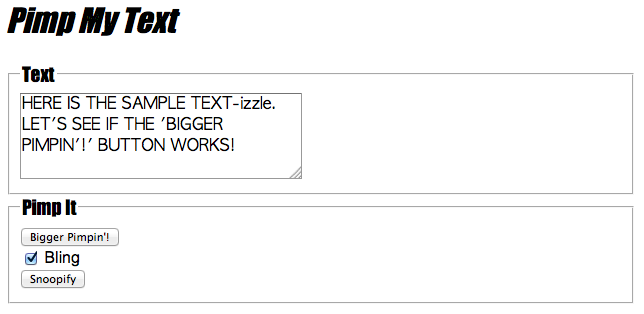 Pimp My Text
Text
HERE IS THE SAMPLE TEXT-izzle.
LET'S SEE IF THE 'BIGGER
PIMPIN'!' BUTTON WORKS!
Pimp It
Bigger Pimpin'!
Bling
Snoopify